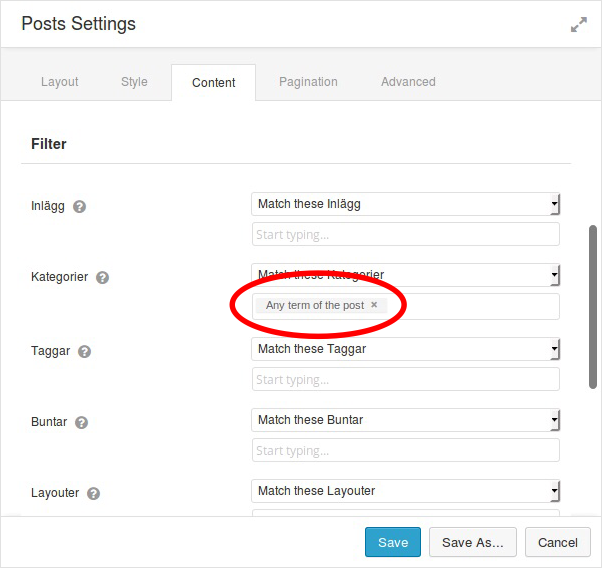 Posts Settings
Layout Style Content Pagination Advanced
Filter
Inlägg ? Match these Inlägg
Start typing...
Kategorier ? Match these Kategorier
Any term of the post ×
Taggar ? Match these Taggar
Start typing...
Buntar ? Match these Buntar
Start typing...
Layouter ? Match these Layouter
Save Save As... Cancel